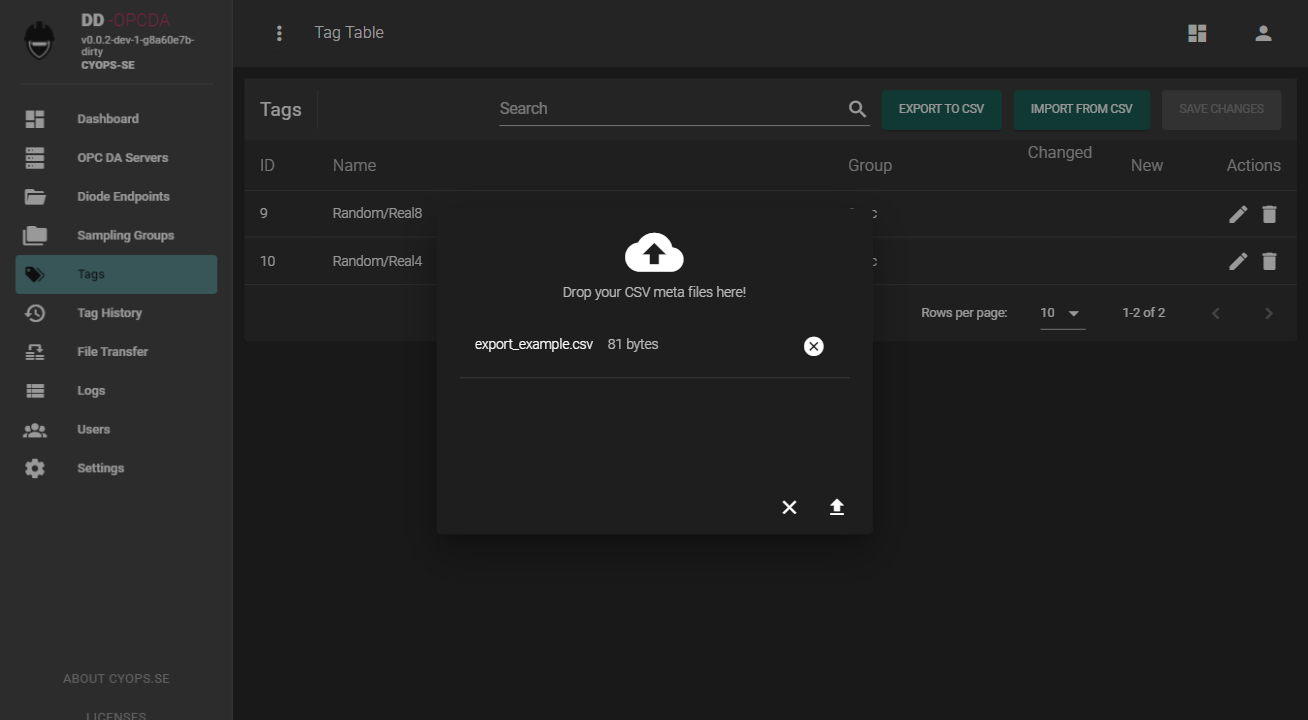 DD -OPCDA
v0.0.2-dev-1-g8a60e7b-
dirty
CYOPS-SE
Dashboard
OPC DA Servers
Diode Endpoints
Sampling Groups
Tags
Tag History
File Transfer
Logs
Users
Settings
ABOUT CYOPS.SE
LICENSES
Tag Table
Tags
Search
EXPORT TO CSV
IMPORT FROM CSV
SAVE CHANGES
ID Name Group Changed New Actions
9 Random/Real8
10 Random/Real4
Rows per page: 10 1-2 of 2
Drop your CSV meta files here!
export_example.csv 81 bytes